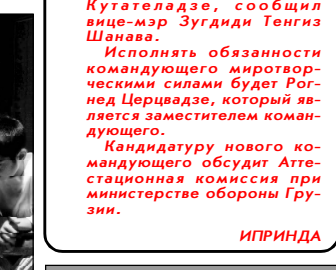 Кутателадзе, сообщил
вице-мэр Зугдиди Тенгиз
Шанава.
Исполнять обязанности
командующего миротвор-
ческими силами будет Рог-
нед Церцвадзе, который яв-
ляется заместителем коман-
дующего.
Кандидатуру нового ко-
мандующего обсудит Атте-
стационная комиссия при
министерстве обороны Гру-
зии.
ИПРИНДА